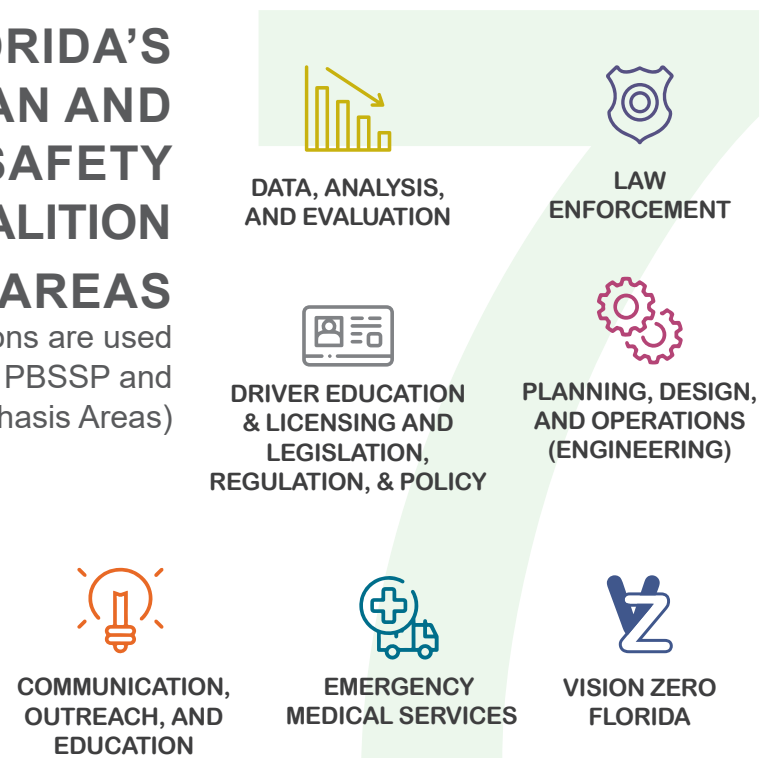 ORIDA'S
AN AND
SAFETY
ALITION
AREAS
ons are used
PBSSP and
hasis Areas)
DATA, ANALYSIS,
AND EVALUATION
LAW
ENFORCEMENT
DRIVER EDUCATION
& LICENSING AND
LEGISLATION,
REGULATION, & POLICY
PLANNING, DESIGN,
AND OPERATIONS
(ENGINEERING)
COMMUNICATION,
OUTREACH, AND
EDUCATION
EMERGENCY
MEDICAL SERVICES
VZ
VISION ZERO
FLORIDA
7